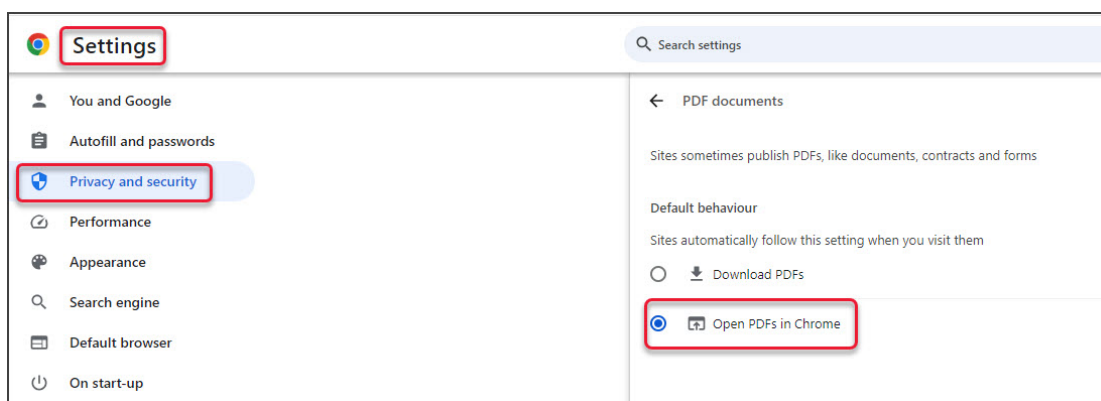 Settings
Search settings
You and Google
Autofill and passwords
Privacy and security
Performance
Appearance
Search engine
Default browser
On start-up
PDF documents
Sites sometimes publish PDFs, like documents, contracts and forms
Default behaviour
Sites automatically follow this setting when you visit them
Download PDFs
Open PDFs in Chrome